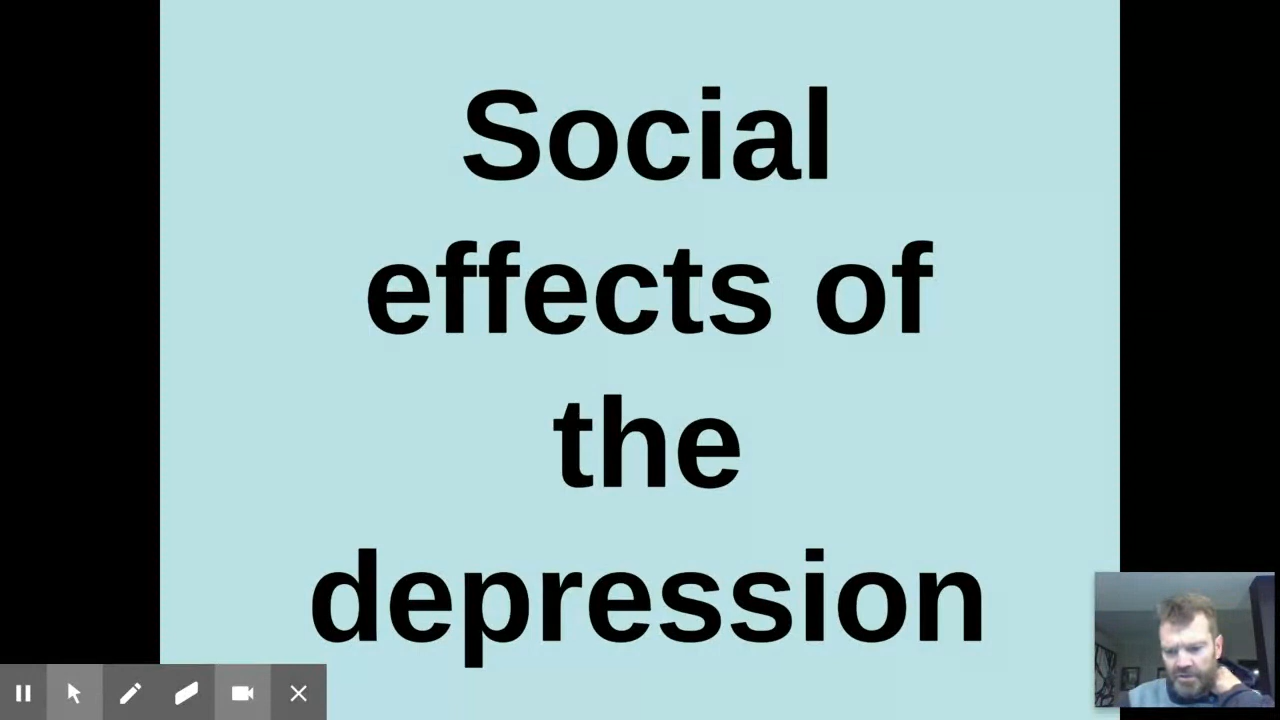 Social
effects of
the
depression